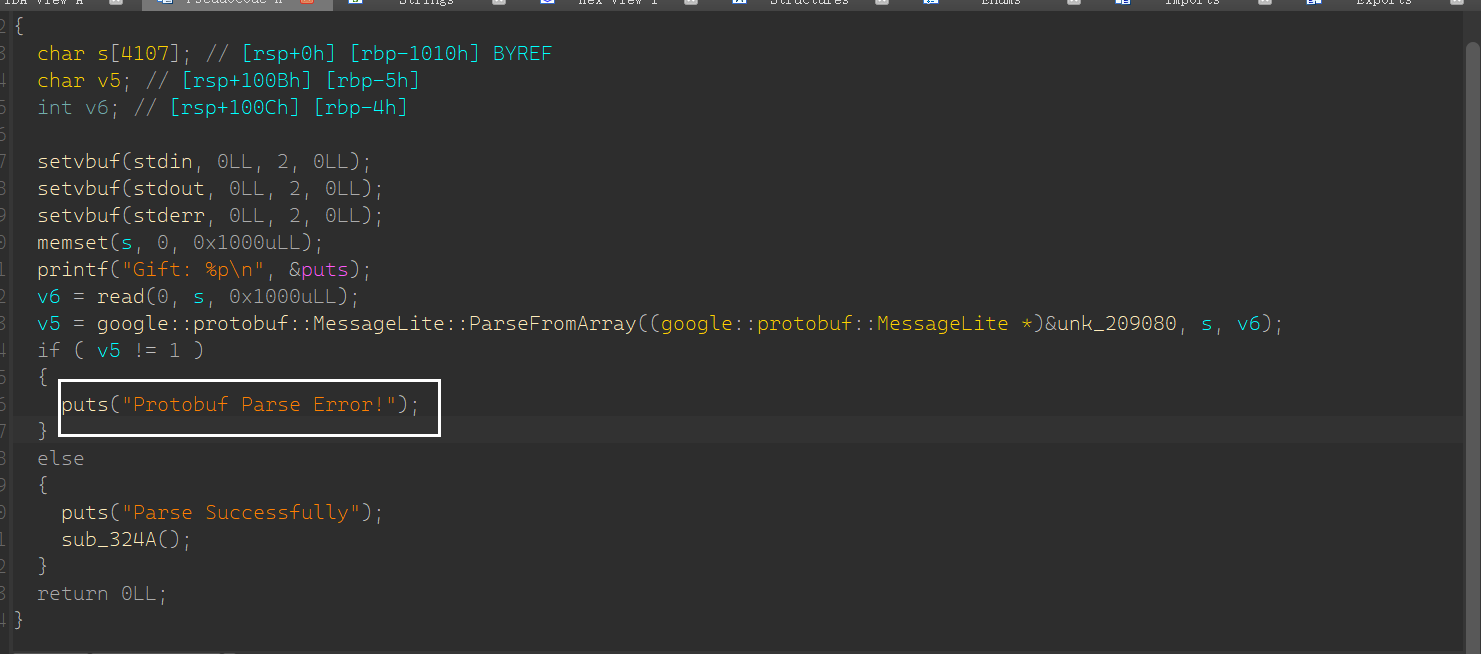 IDA View-A Pseudocode-A Strings Hex View-1 Structures Enums Imports Exports
2 {
3 char s[4107]; // [rsp+0h] [rbp-1010h] BYREF
4 char v5; // [rsp+100Bh] [rbp-5h]
5 int v6; // [rsp+100Ch] [rbp-4h]
6
7 setvbuf(stdin, 0LL, 2, 0LL);
8 setvbuf(stdout, 0LL, 2, 0LL);
9 setvbuf(stderr, 0LL, 2, 0LL);
0 memset(s, 0, 0x1000uLL);
1 printf("Gift: %p\n", &puts);
2 v6 = read(0, s, 0x1000uLL);
3 v5 = google::protobuf::MessageLite::ParseFromArray((google::protobuf::MessageLite *)&unk_209080, s, v6);
4 if ( v5 != 1 )
5 {
6 puts("Protobuf Parse Error!");
7 }
8 else
9 {
0 puts("Parse Successfully");
1 sub_324A();
2 }
3 return 0LL;
4 }